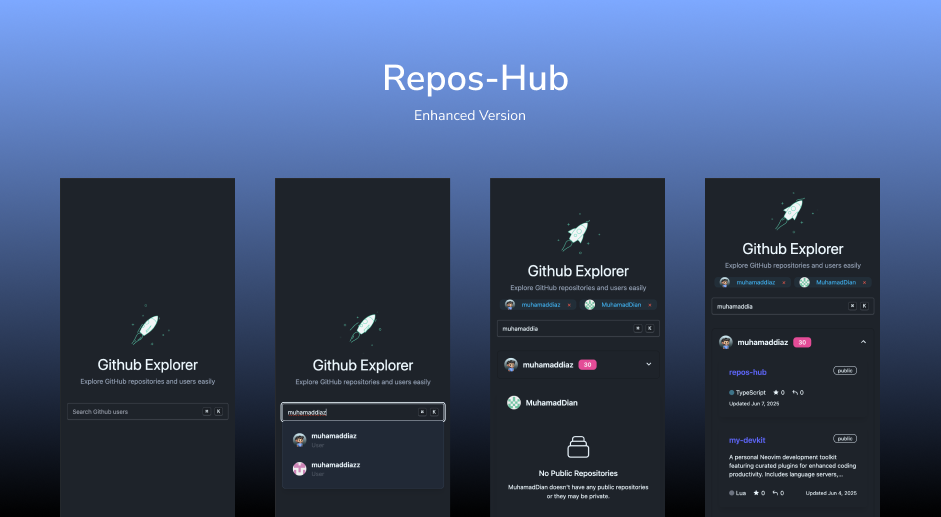 Repos-Hub
Enhanced Version
Github Explorer
Explore GitHub repositories and users easily
Search Github users
⌘ K
Github Explorer
Explore GitHub repositories and users easily
muhamaddiaz
⌘ K
muhamaddiaz
User
muhamaddiazz
User
Github Explorer
Explore GitHub repositories and users easily
muhamaddiaz × MuhamadDian ×
muhamaddia
⌘ K
muhamaddiaz 30
MuhamadDian
No Public Repositories
MuhamadDian doesn't have any public repositories
or they may be private.
Github Explorer
Explore GitHub repositories and users easily
muhamaddiaz × MuhamadDian ×
muhamaddia
⌘ K
muhamaddiaz 30
repos-hub public
TypeScript ★ 0 0
Updated Jun 7, 2025
my-devkit public
A personal Neovim development toolkit
featuring curated plugins for enhanced coding
productivity. Includes language servers,...
Lua ★ 0 0 Updated Jun 4, 2025